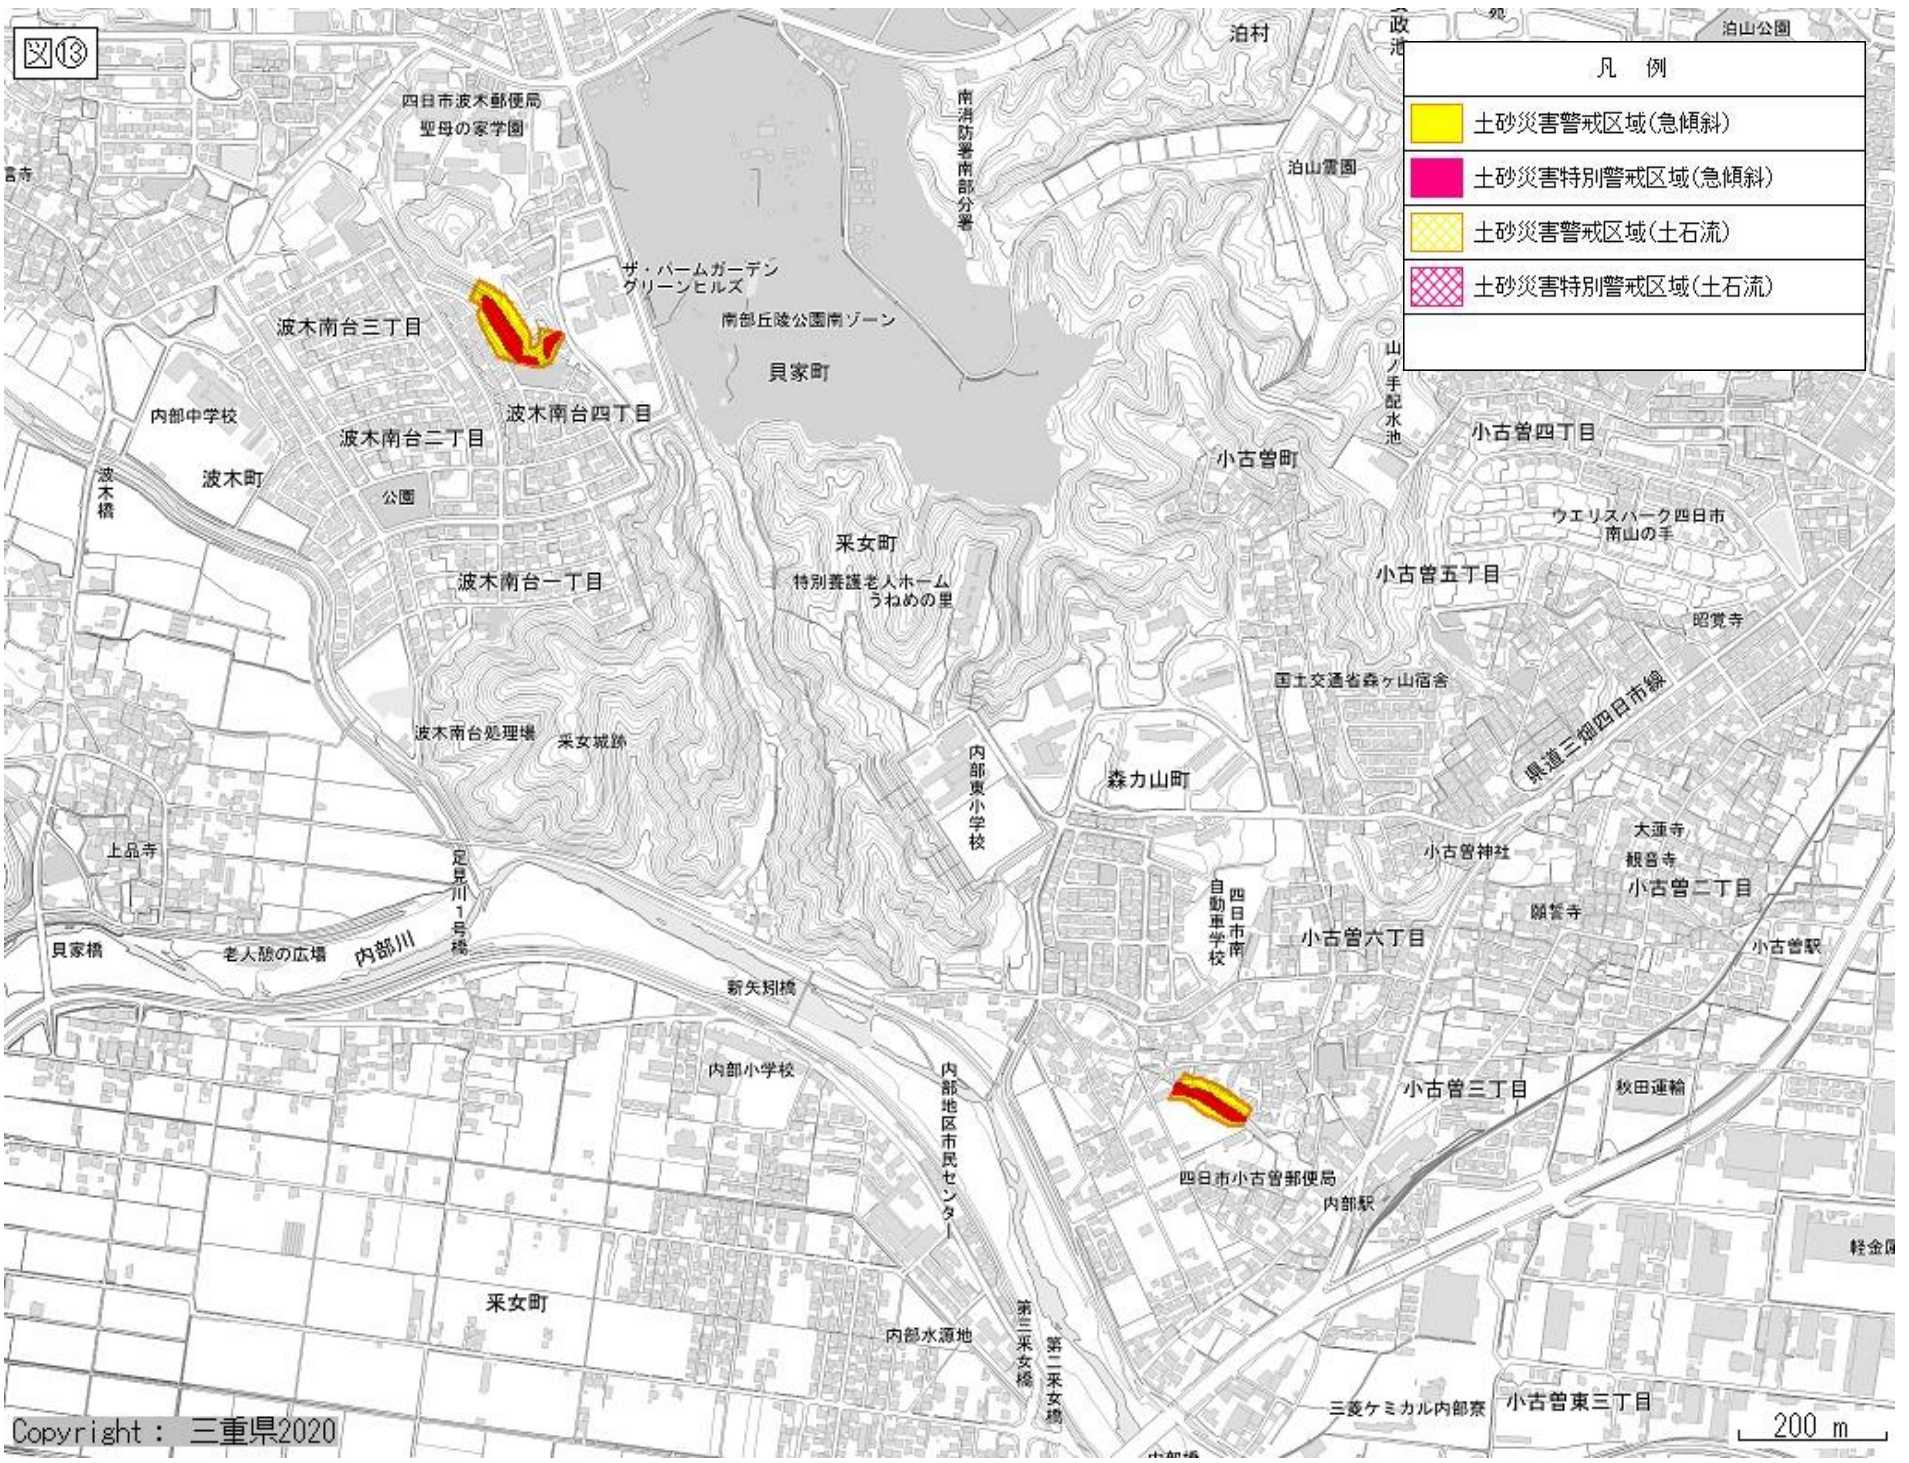 図⑬
凡 例
土砂災害警戒区域(急傾斜)
土砂災害特別警戒区域(急傾斜)
土砂災害警戒区域(土石流)
土砂災害特別警戒区域(土石流)
泊村
泊山公園
四日市波木郵便局
聖母の家学園
南消防署南部分署
泊山霊園
言寺
ザ・パームガーデン
グリーンヒルズ
南部丘陵公園南ゾーン
波木南台三丁目
貝家町
山ノ手配水池
内部中学校
波木南台四丁目
波木南台二丁目
小古曽四丁目
波木町
小古曽町
波木橋
公園
ウエリスパーク四日市
南山の手
采女町
特別養護老人ホーム
うねめの里
波木南台一丁目
小古曽五丁目
昭覚寺
国土交通省森ヶ山宿舎
県道三畑四日市線
波木南台処理場
采女城跡
内部東小学校
森カ山町
上品寺
足見川1号橋
小古曽神社
大蓮寺
観音寺
小古曽二丁目
願誓寺
四日市南
自動車学校
小古曽六丁目
小古曽駅
貝家橋
老人憩の広場
内部川
新矢矧橋
内部小学校
内部地区市民センター
小古曽三丁目
秋田運輸
四日市小古曽郵便局
内部駅
軽金属
采女町
内部水源地
第三采女橋
第二采女橋
三菱ケミカル内部寮
小古曽東三丁目
内部橋
200 m
Copyright : 三重県2020